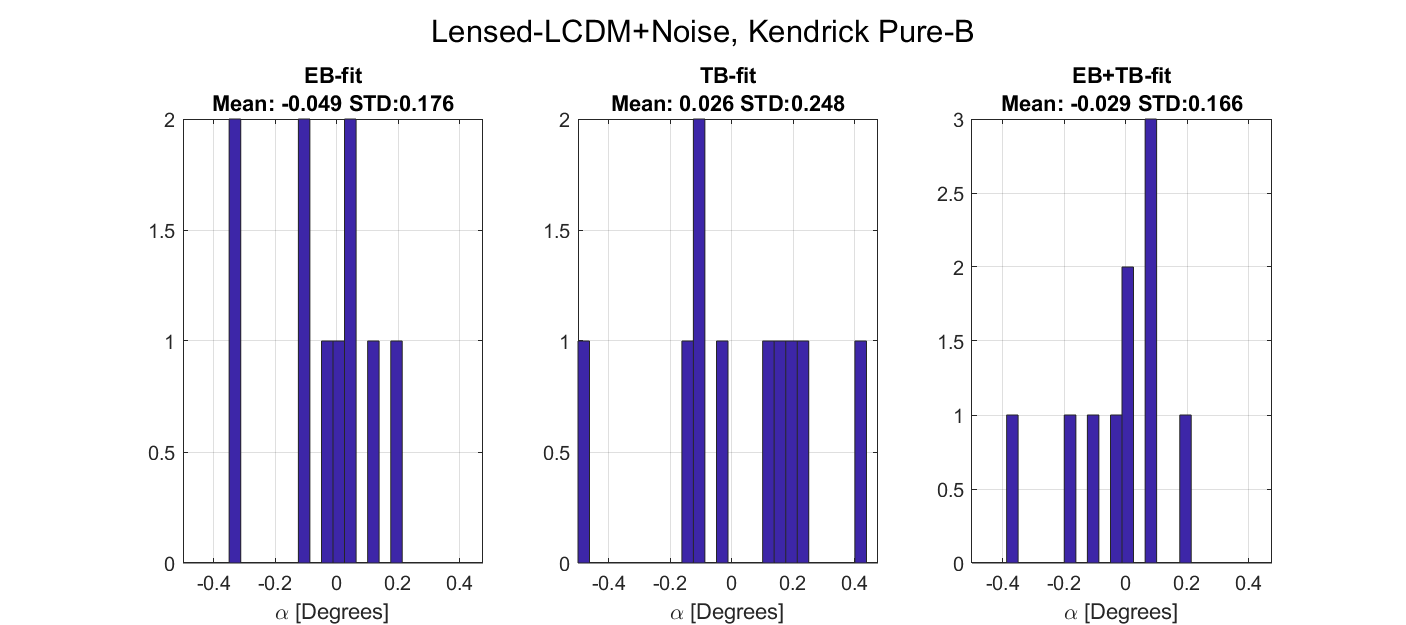 Lensed-LCDM+Noise, Kendrick Pure-B
EB-fit
Mean: -0.049 STD:0.176
2
1.5
1
0.5
0
-0.4 -0.2 0 0.2 0.4
α [Degrees]
TB-fit
Mean: 0.026 STD:0.248
2
1.5
1
0.5
0
-0.4 -0.2 0 0.2 0.4
α [Degrees]
EB+TB-fit
Mean: -0.029 STD:0.166
3
2.5
2
1.5
1
0.5
0
-0.4 -0.2 0 0.2 0.4
α [Degrees]